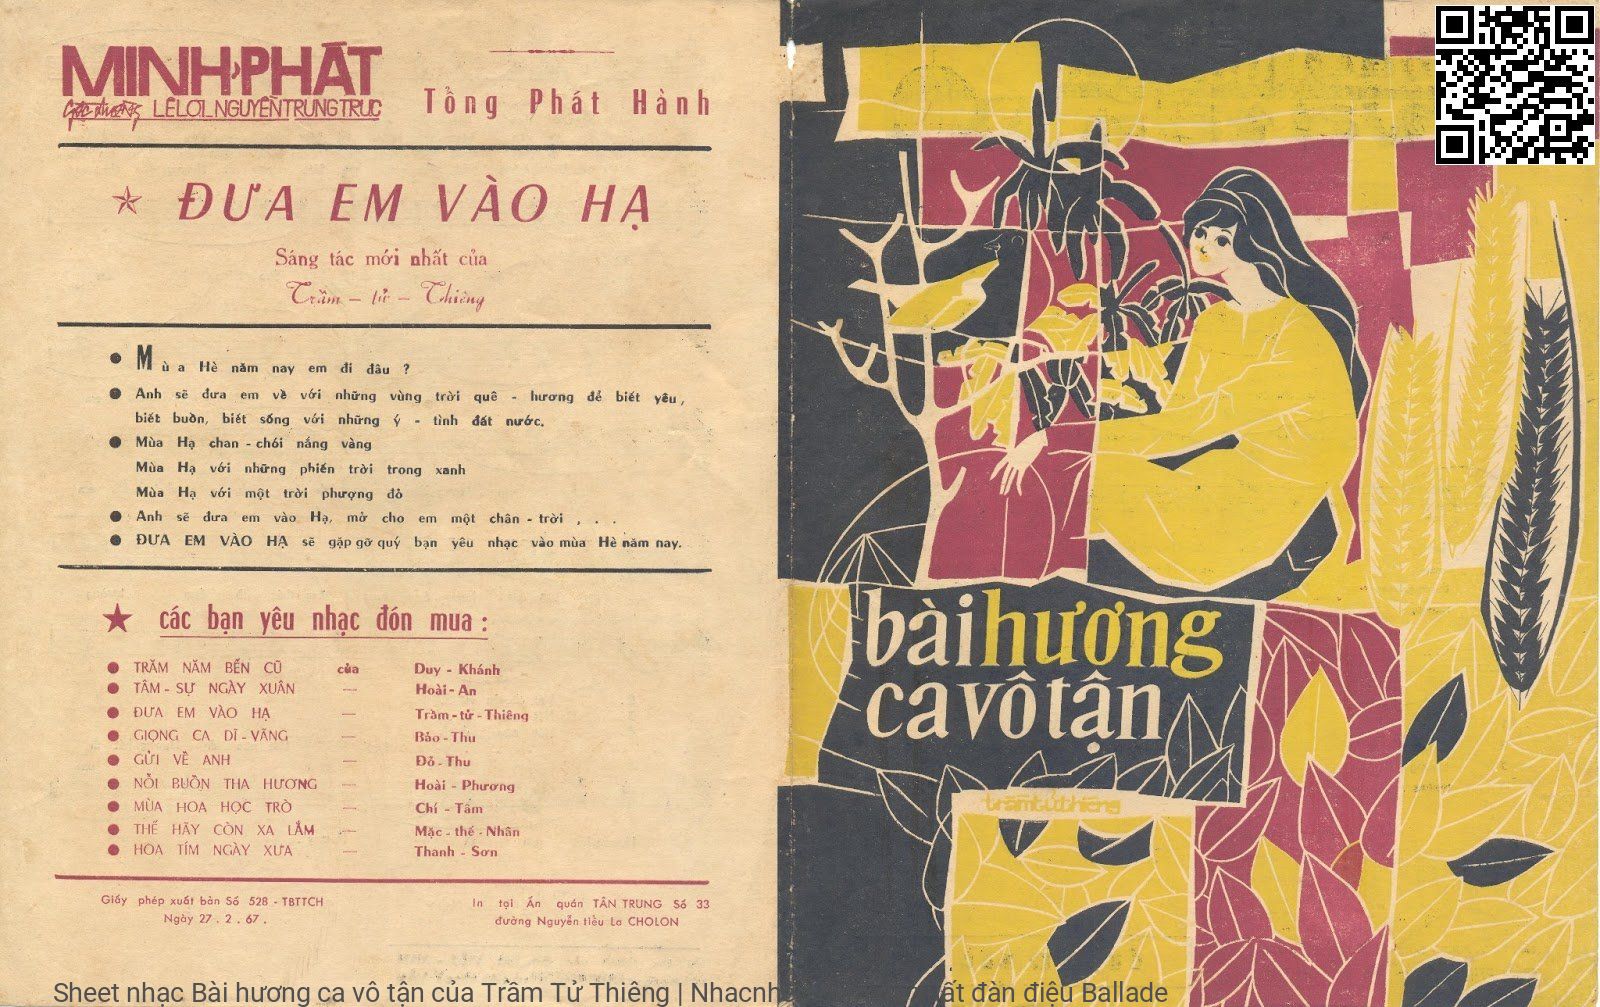 MINH-PHÁT
Góc đường LÊ LỢI, NGUYỄN TRUNG TRỰC
Tổng Phát Hành
ĐƯA EM VÀO HẠ
Sáng tác mới nhất của
Trầm - tử - Thiêng
Mùa Hè năm nay em đi đâu ?
Anh sẽ đưa em về với những vùng trời quê - hương để biết yêu,
biết buồn, biết sống với những ý - tình đất nước.
Mùa Hạ chan - chói nắng vàng
Mùa Hạ với những phiến trời trong xanh
Mùa Hạ với một trời phượng đỏ
Anh sẽ đưa em vào Hạ, mở cho em một chân - trời , . .
ĐƯA EM VÀO HẠ sẽ gặp gỡ quý bạn yêu nhạc vào mùa Hè năm nay.
các bạn yêu nhạc đón mua :
TRĂM NĂM BẾN CŨ của Duy - Khánh
TÂM - SỰ NGÀY XUÂN — Hoài - An
ĐƯA EM VÀO HẠ — Trầm - tử - Thiêng
GIỌNG CA DĨ - VÃNG — Bảo - Thu
GỬI VỀ ANH — Đỗ - Thu
NỖI BUỒN THA HƯƠNG — Hoài - Phương
MÙA HOA HỌC TRÒ — Chí - Tâm
THẾ HÃY CÒN XA LẮM — Mặc - thế - Nhân
HOA TÍM NGÀY XƯA — Thanh - Sơn
Giấy phép xuất bản Số 528 - TBTTCH
Ngày 27 . 2 . 67 .
In tại Ấn quán TÂN TRUNG Số 33
đường Nguyễn tiểu La CHOLON
bài hương
ca vô tận
trầm tử thiêng
Sheet nhạc Bài hương ca vô tận của Trầm Tử Thiêng | Nhacnh
ất đàn điệu Ballade